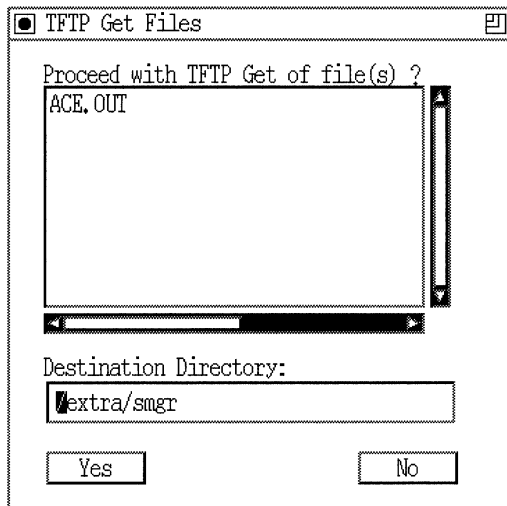 TFTP Get Files
Proceed with TFTP Get of file(s) ?
ACE.OUT
Destination Directory:
/extra/smgr
Yes
No